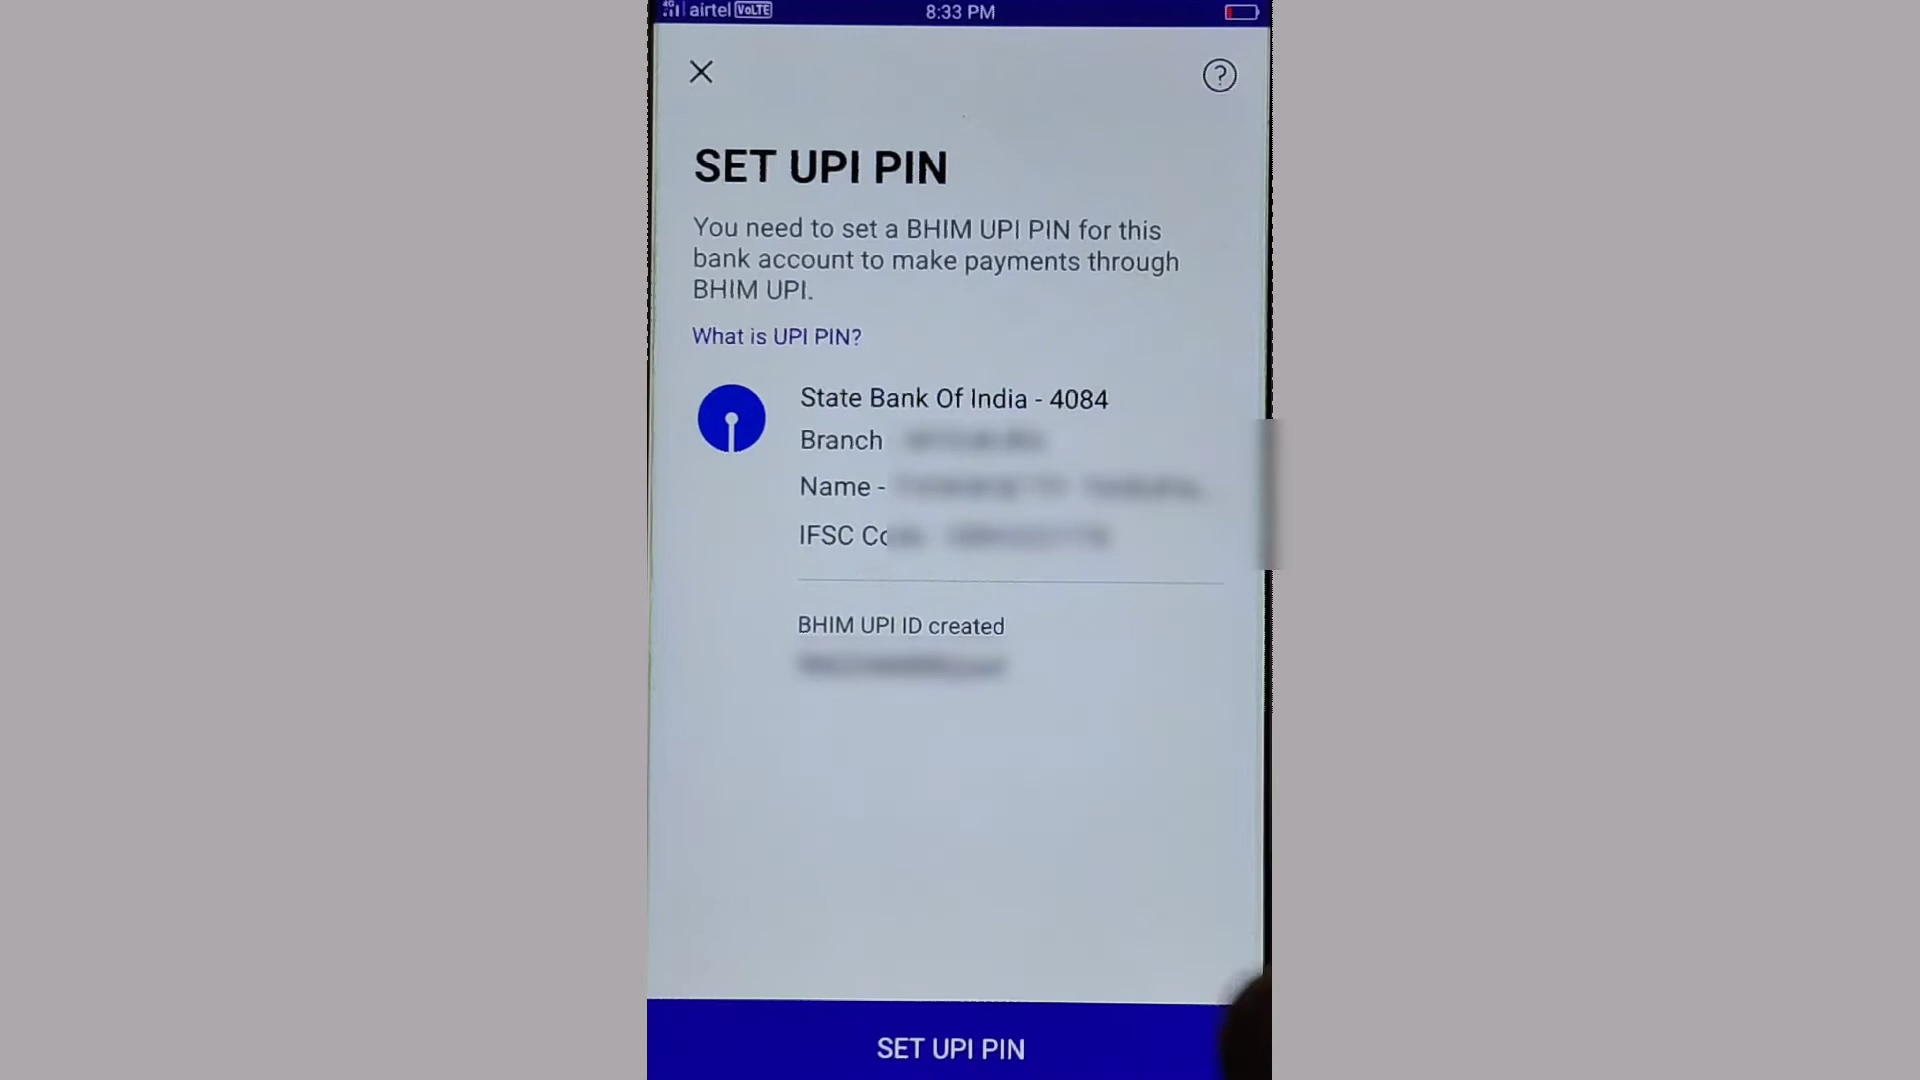 4G airtel VoLTE 8:33 PM
SET UPI PIN
You need to set a BHIM UPI PIN for this
bank account to make payments through
BHIM UPI.
What is UPI PIN?
State Bank Of India - 4084
Branch
Name -
IFSC
BHIM UPI ID created
SET UPI PIN